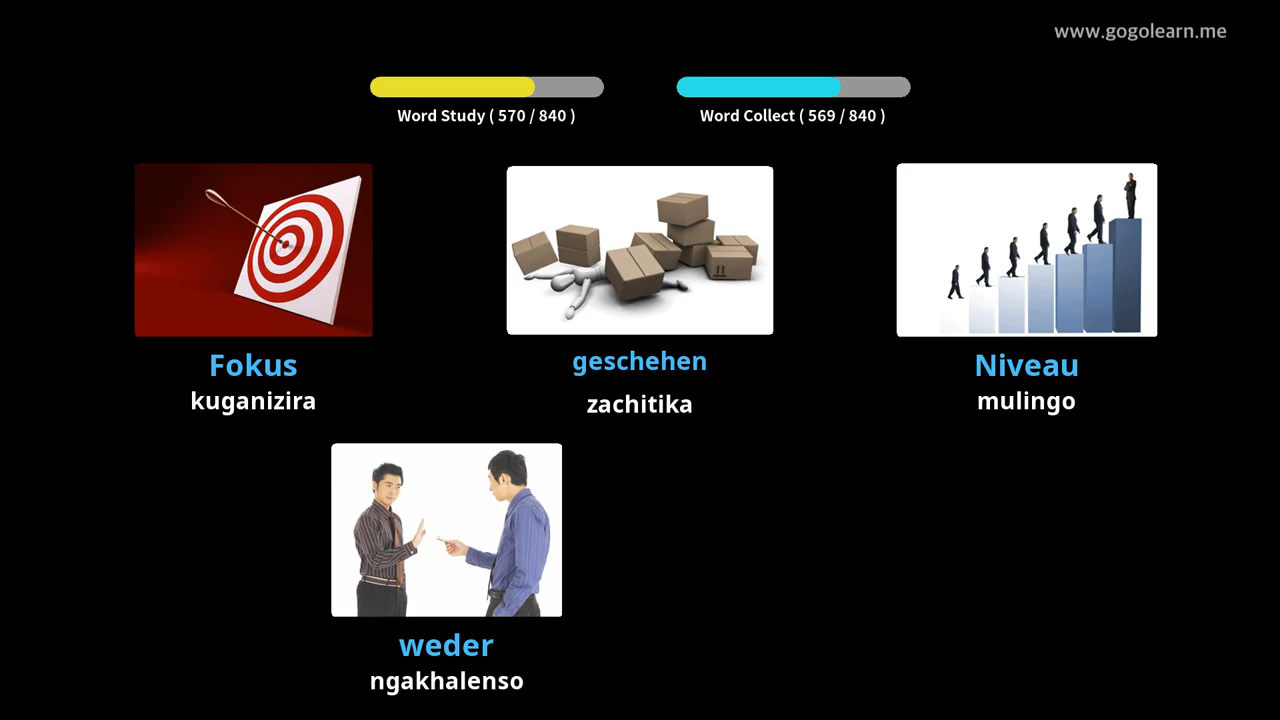 www.gogolearn.me
Word Study ( 570 / 840 )
Word Collect ( 569 / 840 )
Fokus
kuganizira
geschehen
zachitika
Niveau
mulingo
weder
ngakhalenso